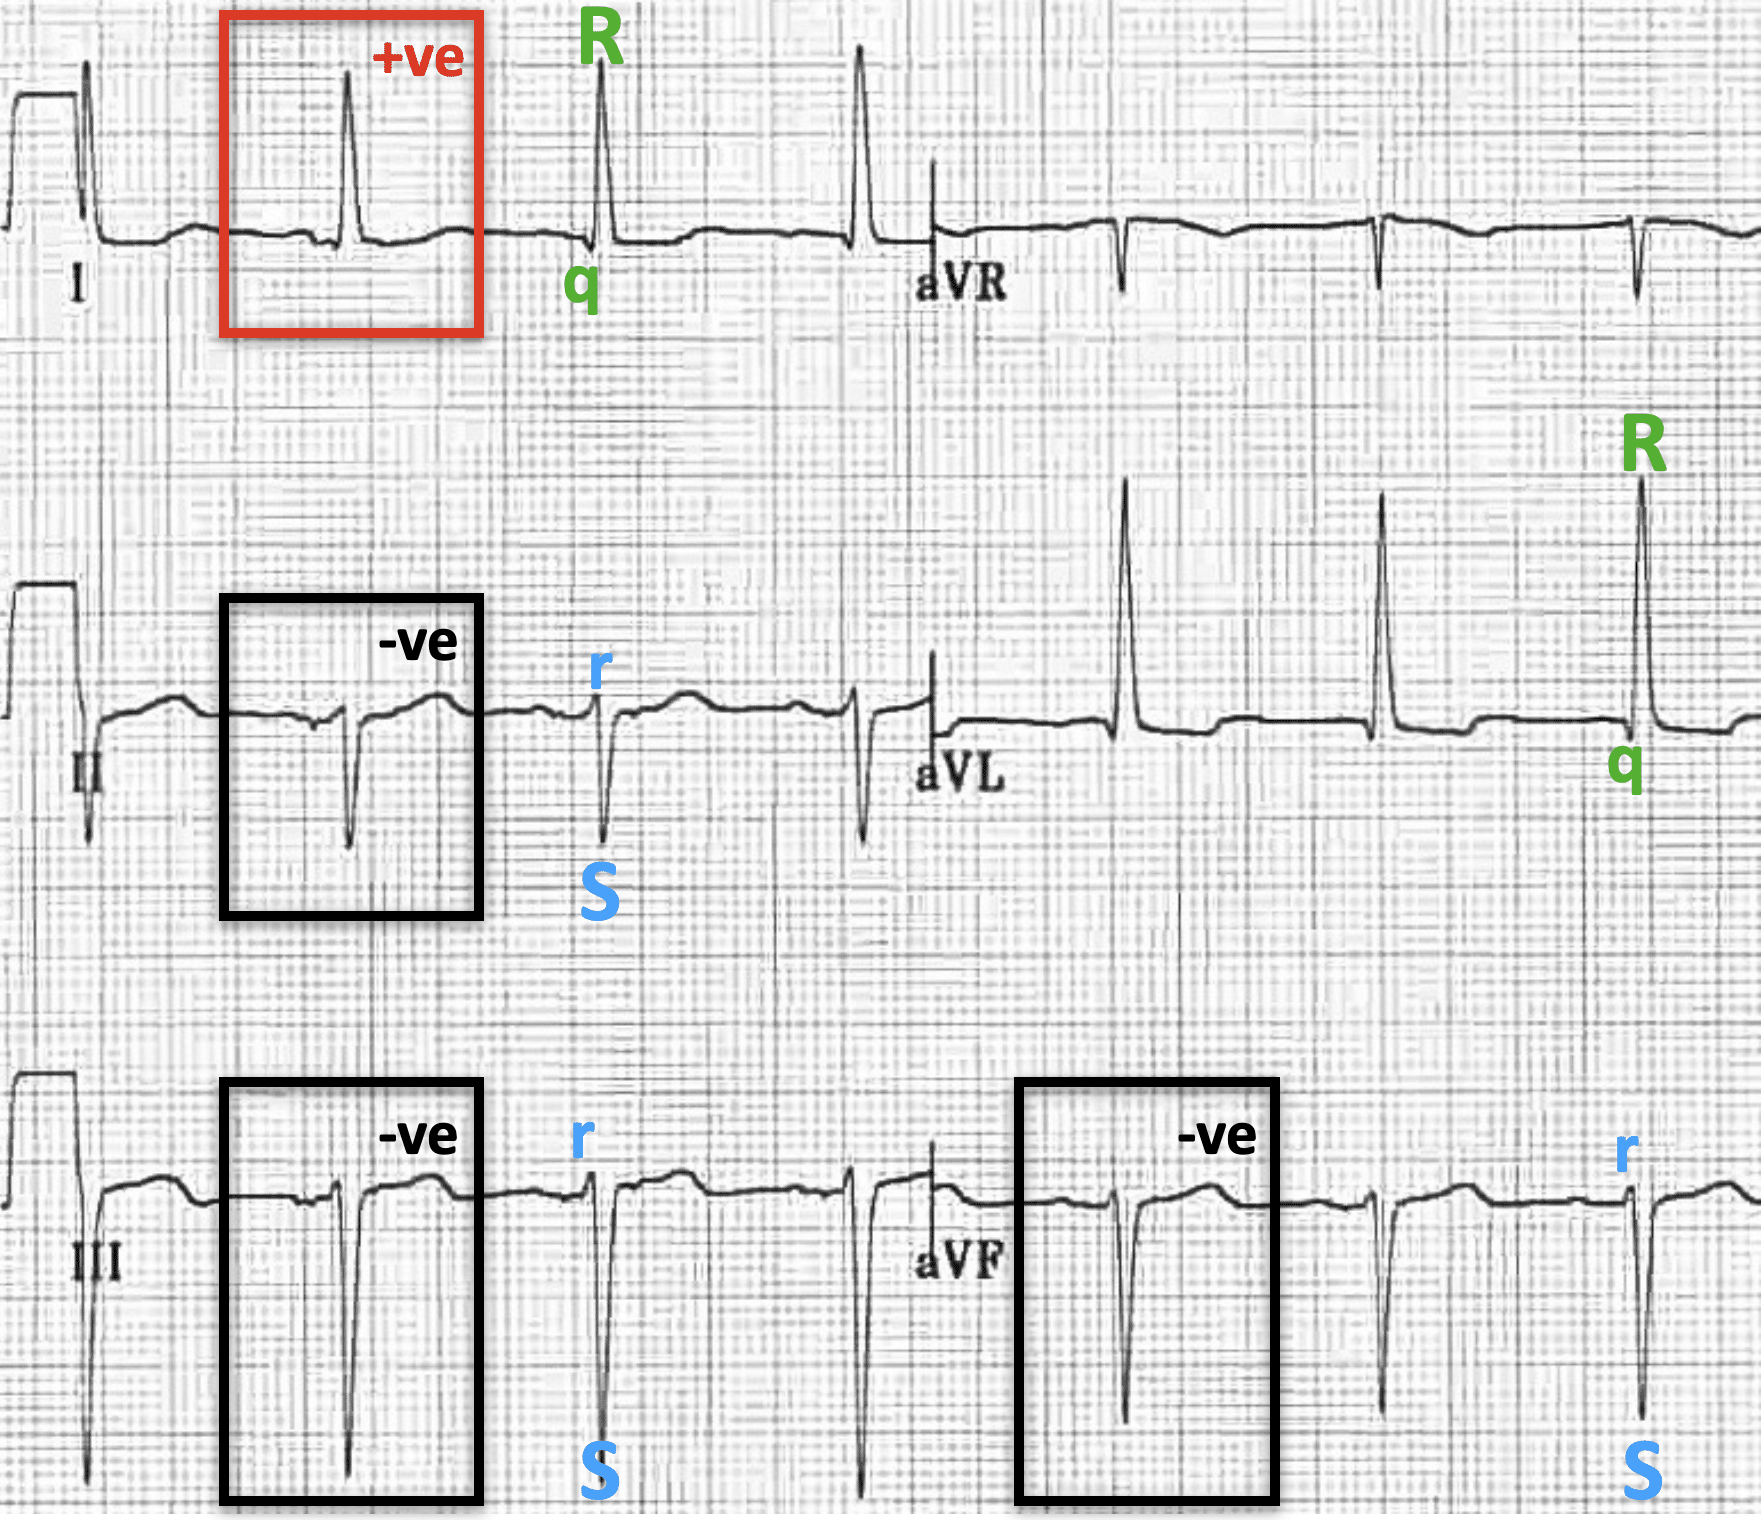 +ve R
I q aVR
R
-ve r
II aVL q
S
-ve r -ve r
III aVF
S S